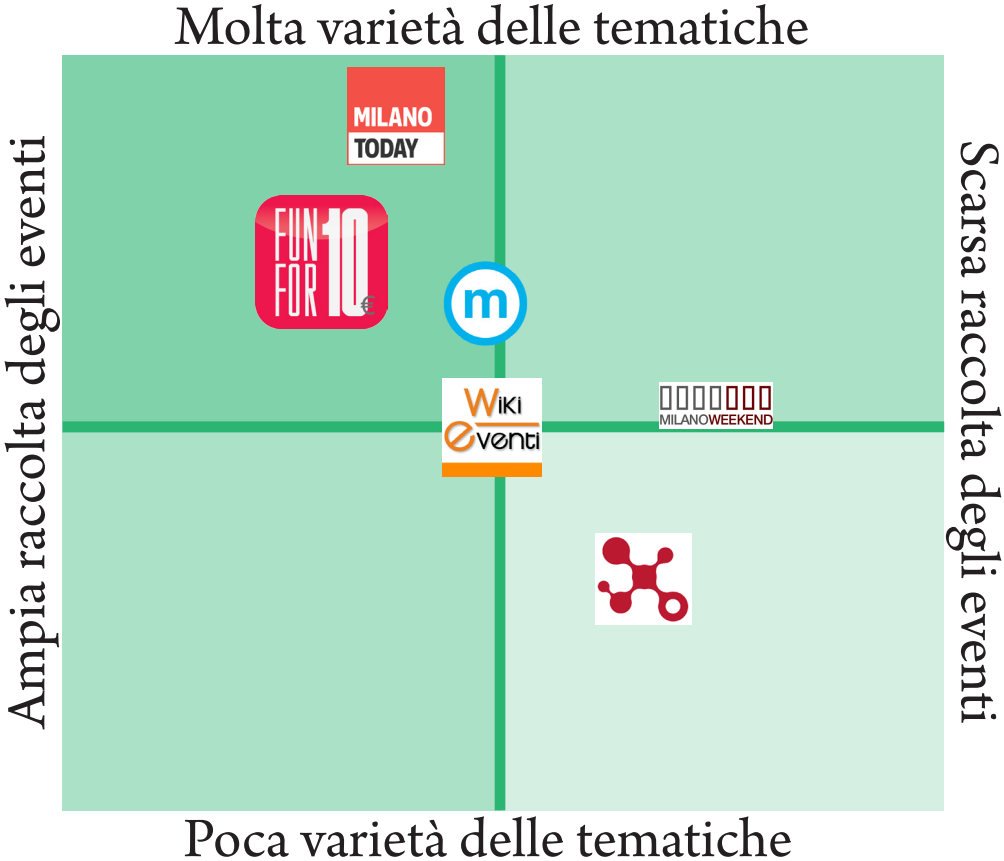 Molta varietà delle tematiche
Ampia raccolta degli eventi
Scarsa raccolta degli eventi
MILANO
TODAY
FUN
FOR
10
€
m
Wiki
eventi
MILANOWEEKEND
Poca varietà delle tematiche